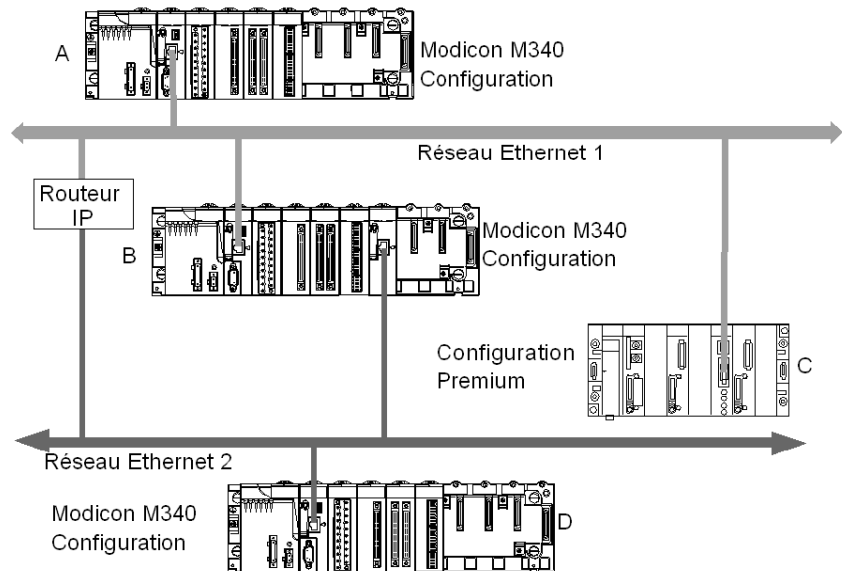 A
Modicon M340
Configuration
Réseau Ethernet 1
Routeur
IP
B
Modicon M340
Configuration
Configuration
Premium
C
Réseau Ethernet 2
Modicon M340
Configuration
D